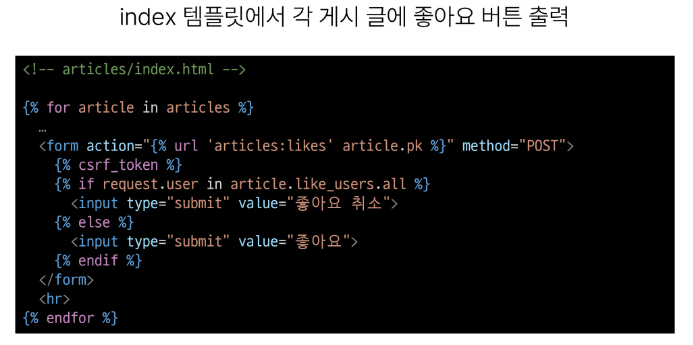 index 템플릿에서 각 게시 글에 좋아요 버튼 출력
<!-- articles/index.html -->
{% for article in articles %}
…
<form action="{% url 'articles:likes' article.pk %}" method="POST">
{% csrf_token %}
{% if request.user in article.like_users.all %}
<input type="submit" value="좋아요 취소">
{% else %}
<input type="submit" value="좋아요">
{% endif %}
</form>
<hr>
{% endfor %}